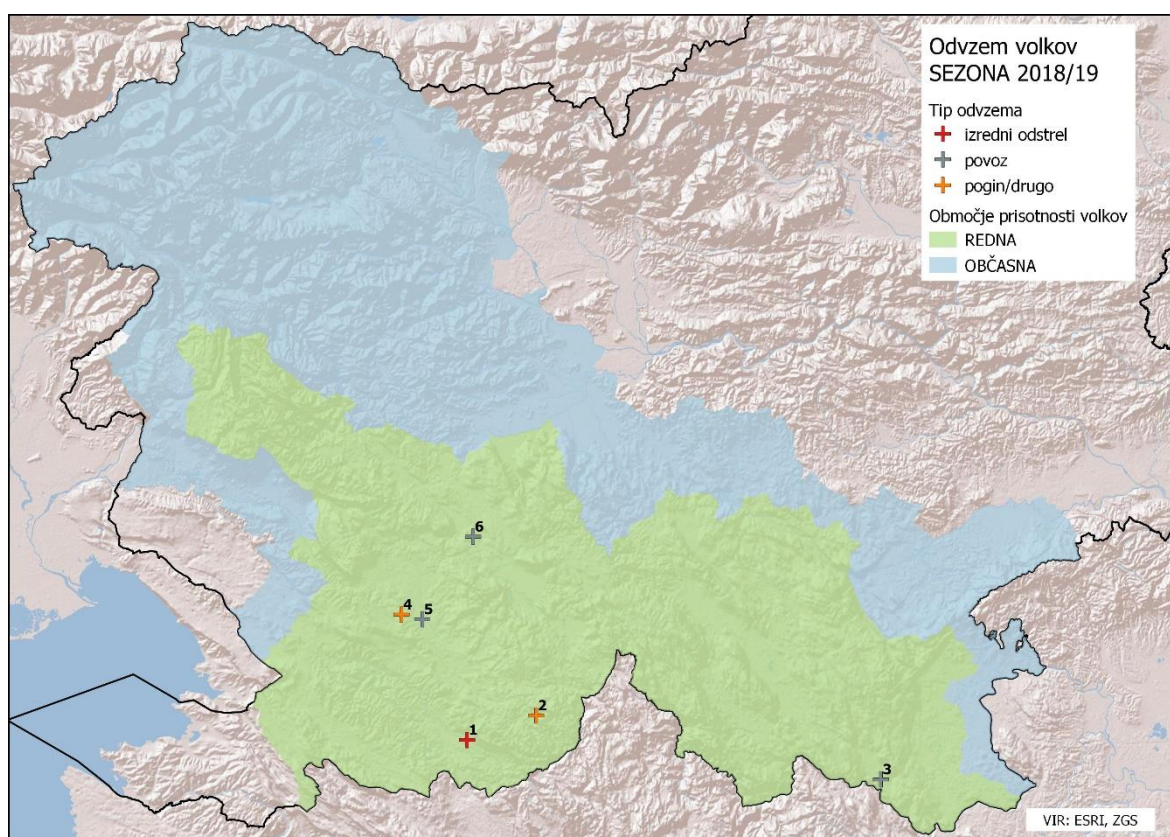 Odvzem volkov
SEZONA 2018/19
Tip odvzema
izredni odstrel
povoz
pogin/drugo
Območje prisotnosti volkov
REDNA
OBČASNA
6
4
5
2
1
3
VIR: ESRI, ZGS